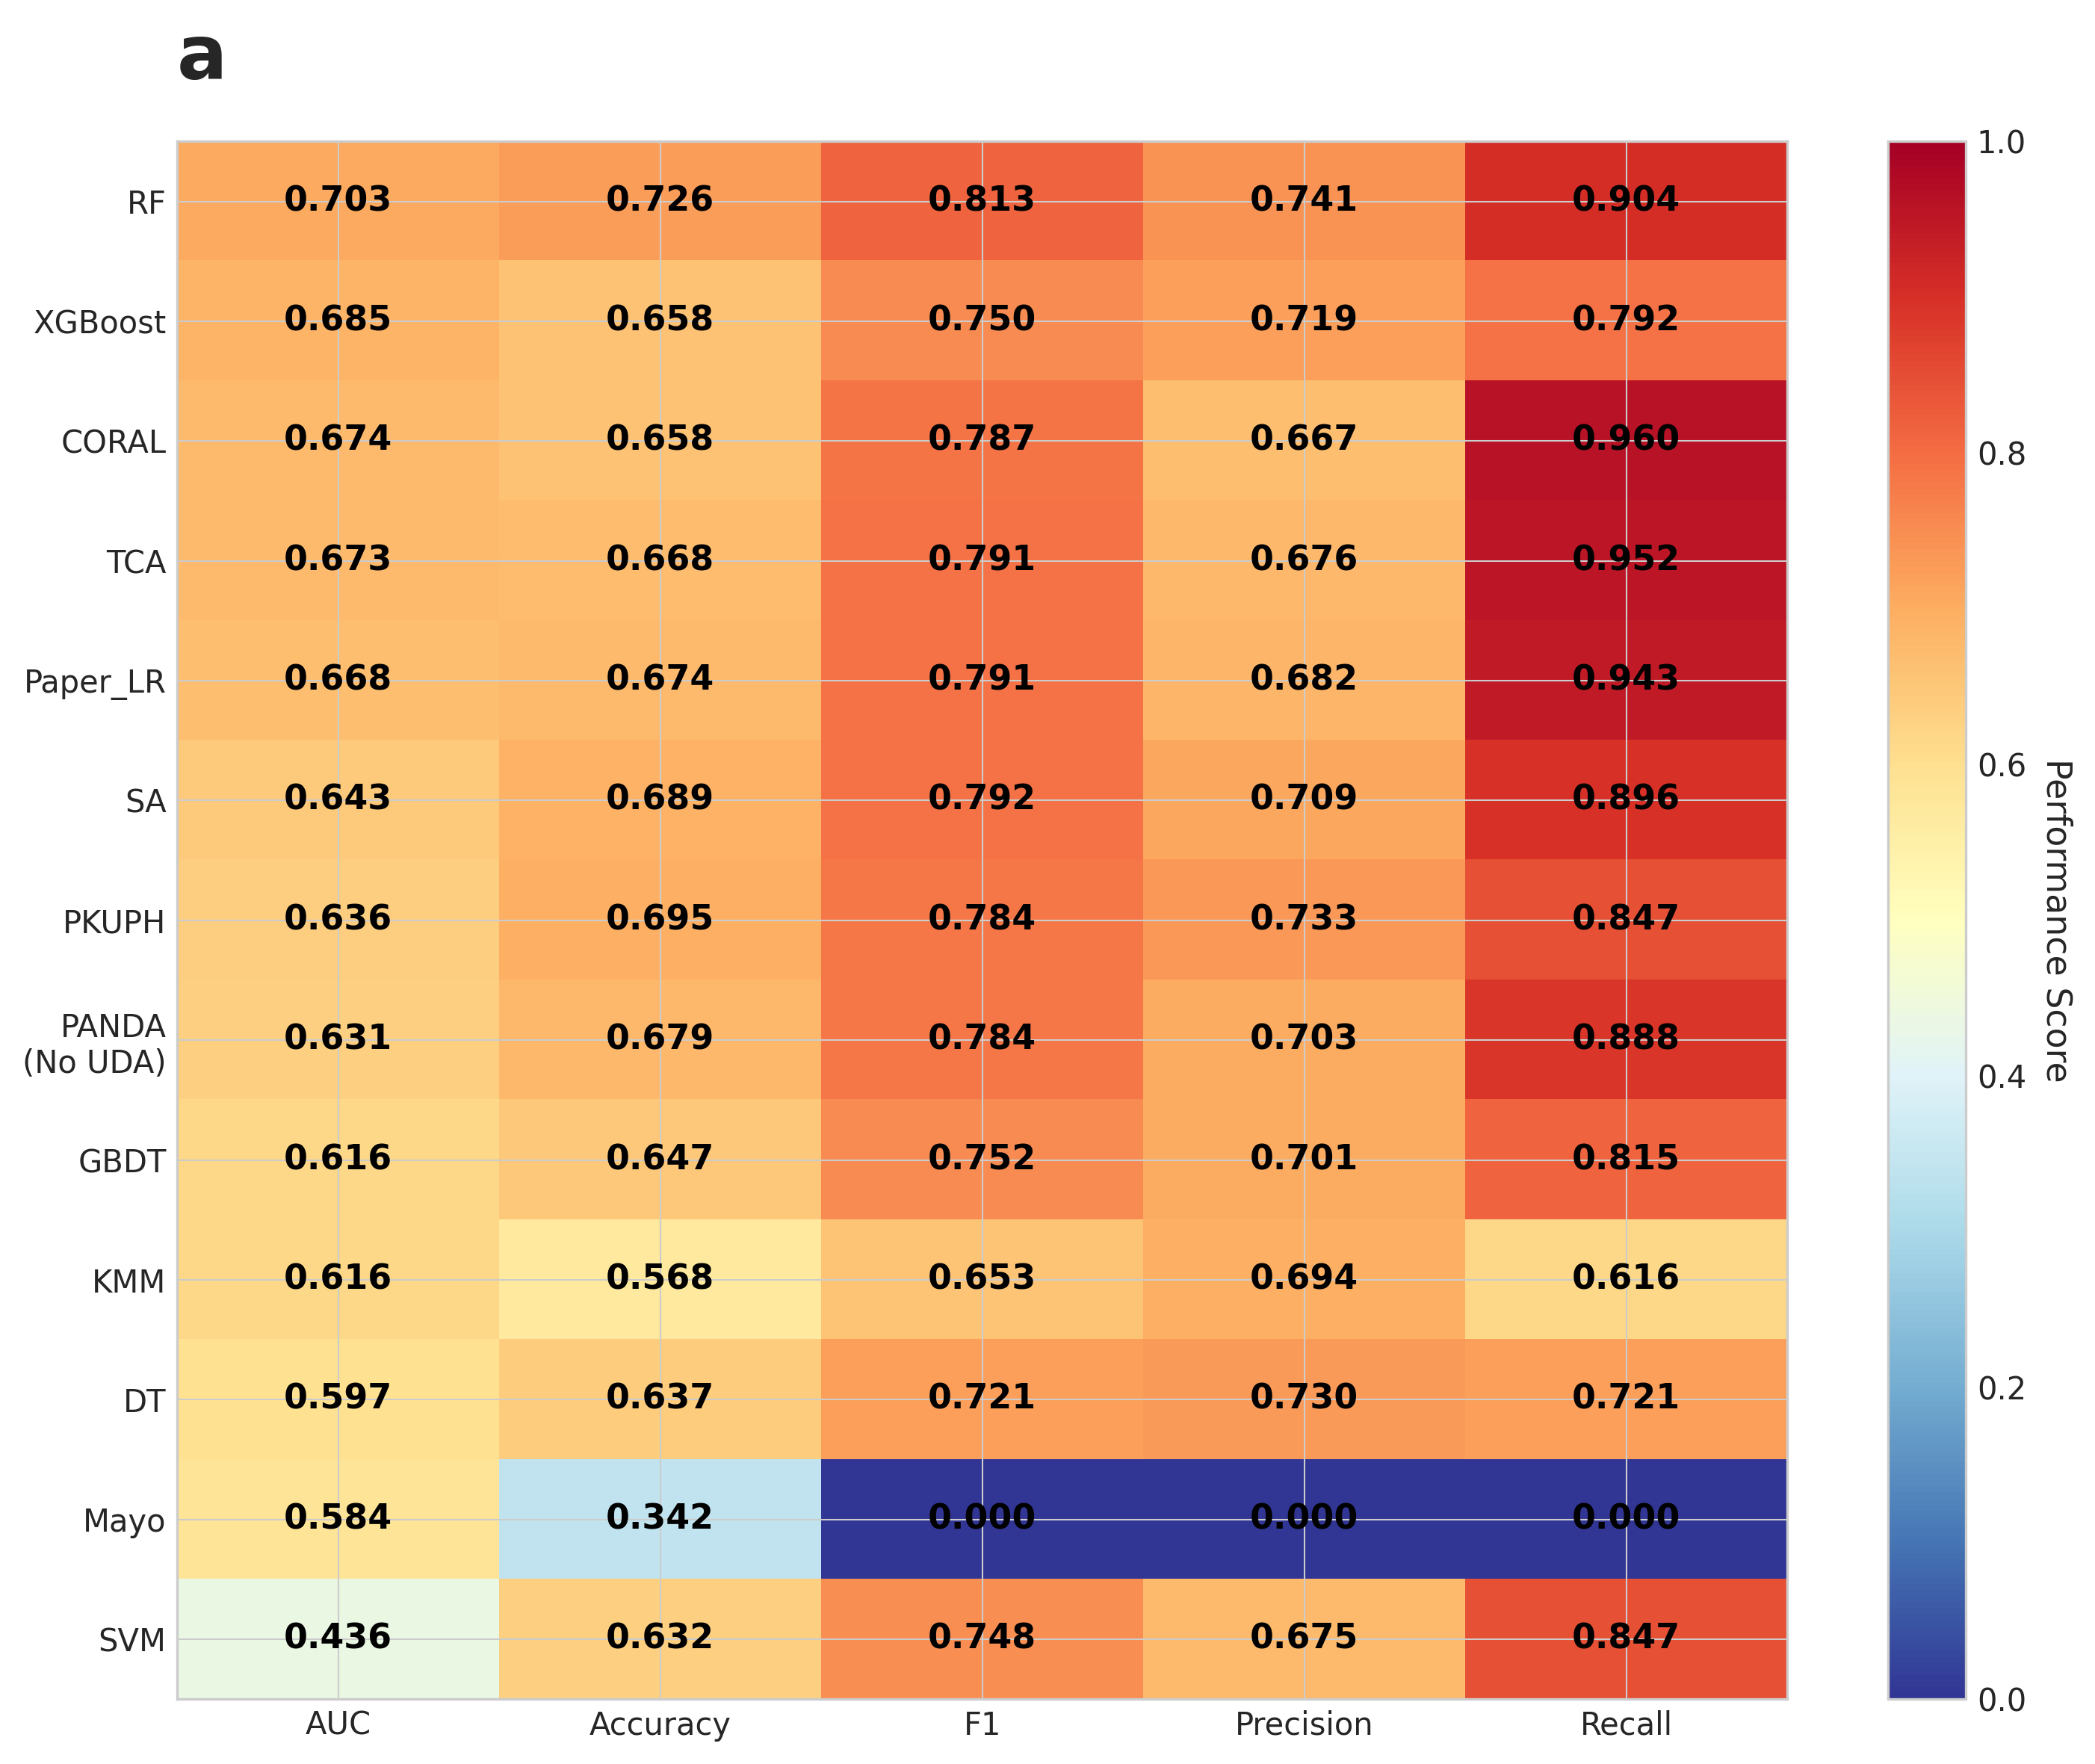 a
RF 0.703 0.726 0.813 0.741 0.904
XGBoost 0.685 0.658 0.750 0.719 0.792
CORAL 0.674 0.658 0.787 0.667 0.960
TCA 0.673 0.668 0.791 0.676 0.952
Paper_LR 0.668 0.674 0.791 0.682 0.943
SA 0.643 0.689 0.792 0.709 0.896
PKUPH 0.636 0.695 0.784 0.733 0.847
PANDA
(No UDA) 0.631 0.679 0.784 0.703 0.888
GBDT 0.616 0.647 0.752 0.701 0.815
KMM 0.616 0.568 0.653 0.694 0.616
DT 0.597 0.637 0.721 0.730 0.721
Mayo 0.584 0.342 0.000 0.000 0.000
SVM 0.436 0.632 0.748 0.675 0.847
AUC Accuracy F1 Precision Recall
1.0
0.8
0.6
0.4
0.2
0.0
Performance Score